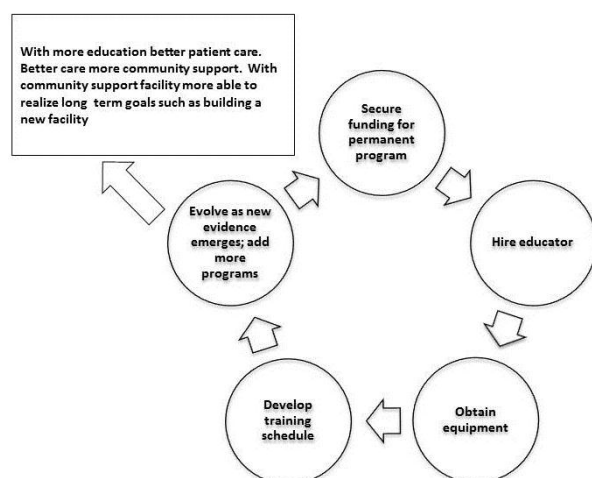 With more education better patient care.
Better care more community support. With
community support facility more able to
realize long term goals such as building a
new facility
Secure
funding for
permanent
program
Hire educator
Obtain
equipment
Develop
training
schedule
Evolve as new
evidence
emerges; add
more
programs